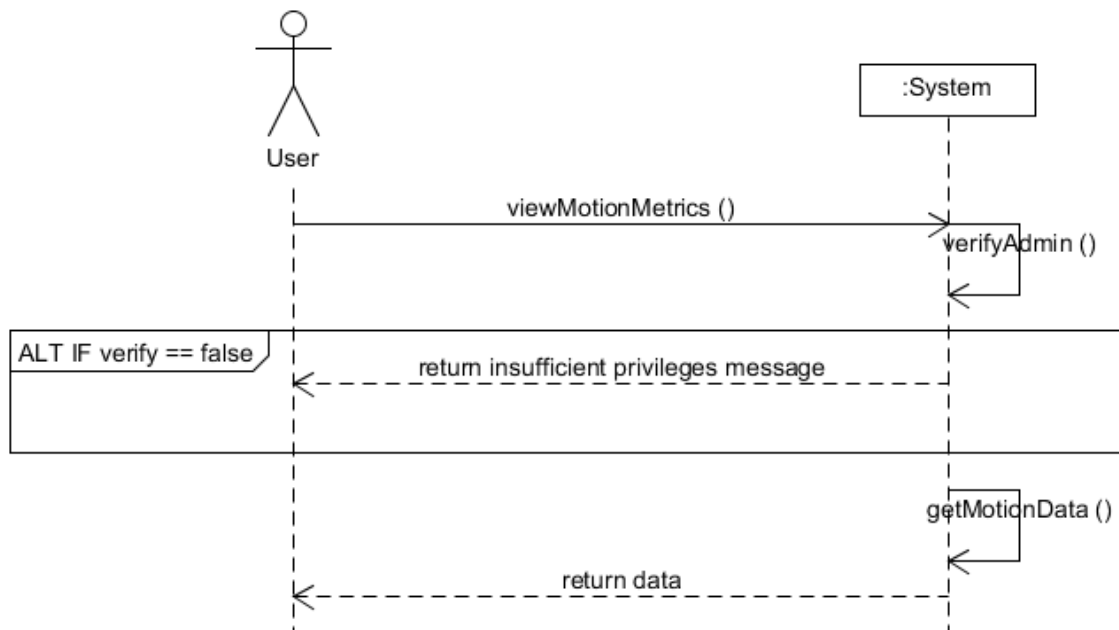 :System
User
viewMotionMetrics ()
verifyAdmin ()
ALT IF verify == false
return insufficient privileges message
getMotionData ()
return data